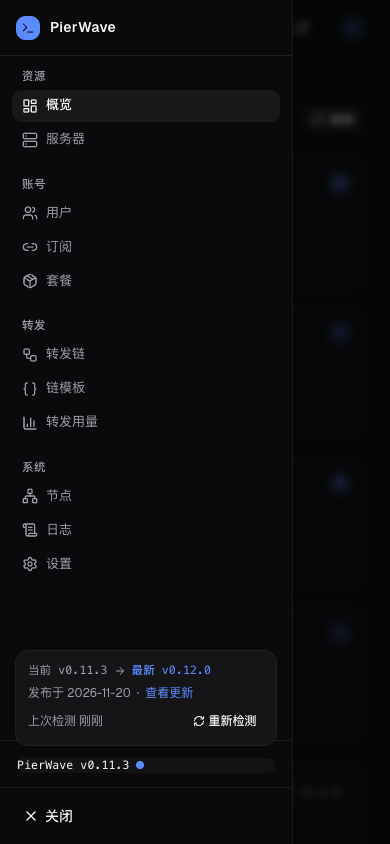 PierWave
资源
概览
服务器
账号
用户
订阅
套餐
转发
转发链
链模板
转发用量
系统
节点
日志
设置
当前 v0.11.3 → 最新 v0.12.0
发布于 2026-11-20 · 查看更新
上次检测 刚刚 重新检测
PierWave v0.11.3
关闭